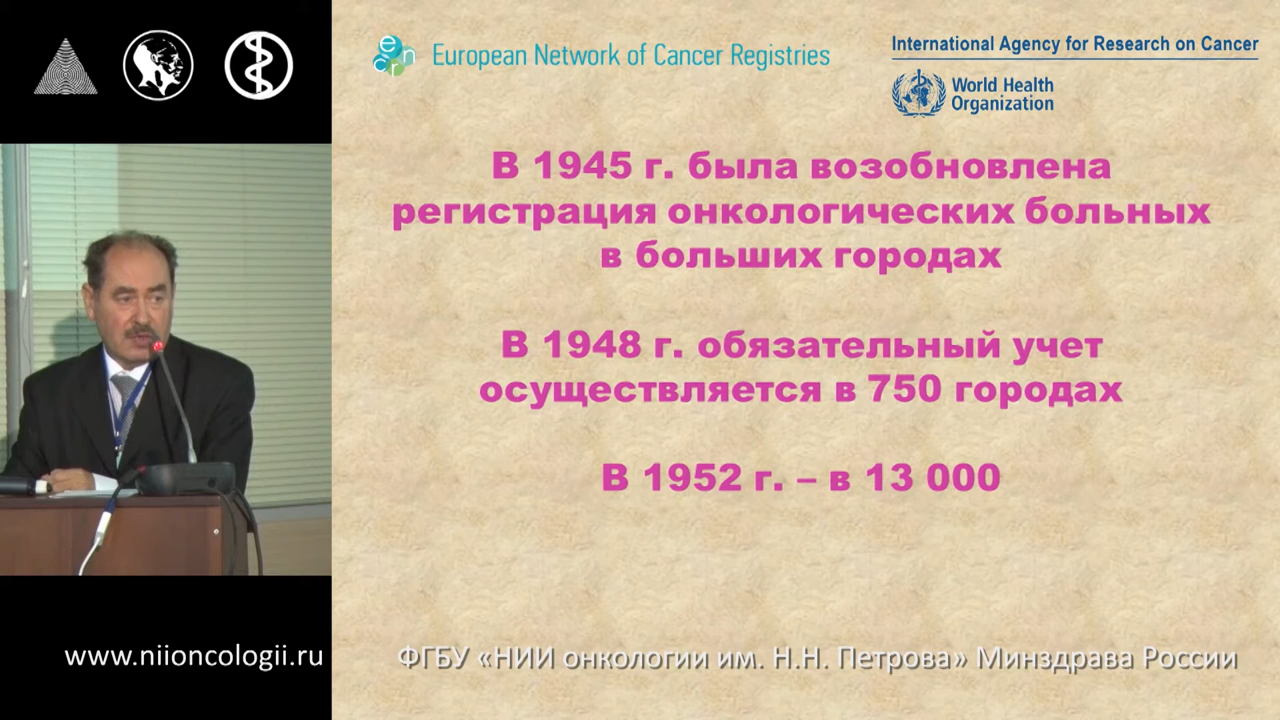 European Network of Cancer Registries
International Agency for Research on Cancer
World Health
Organization
В 1945 г. была возобновлена
регистрация онкологических больных
в больших городах
В 1948 г. обязательный учет
осуществляется в 750 городах
В 1952 г. – в 13 000
www.niioncologii.ru
ФГБУ «НИИ онкологии им. Н.Н. Петрова» Минздрава России